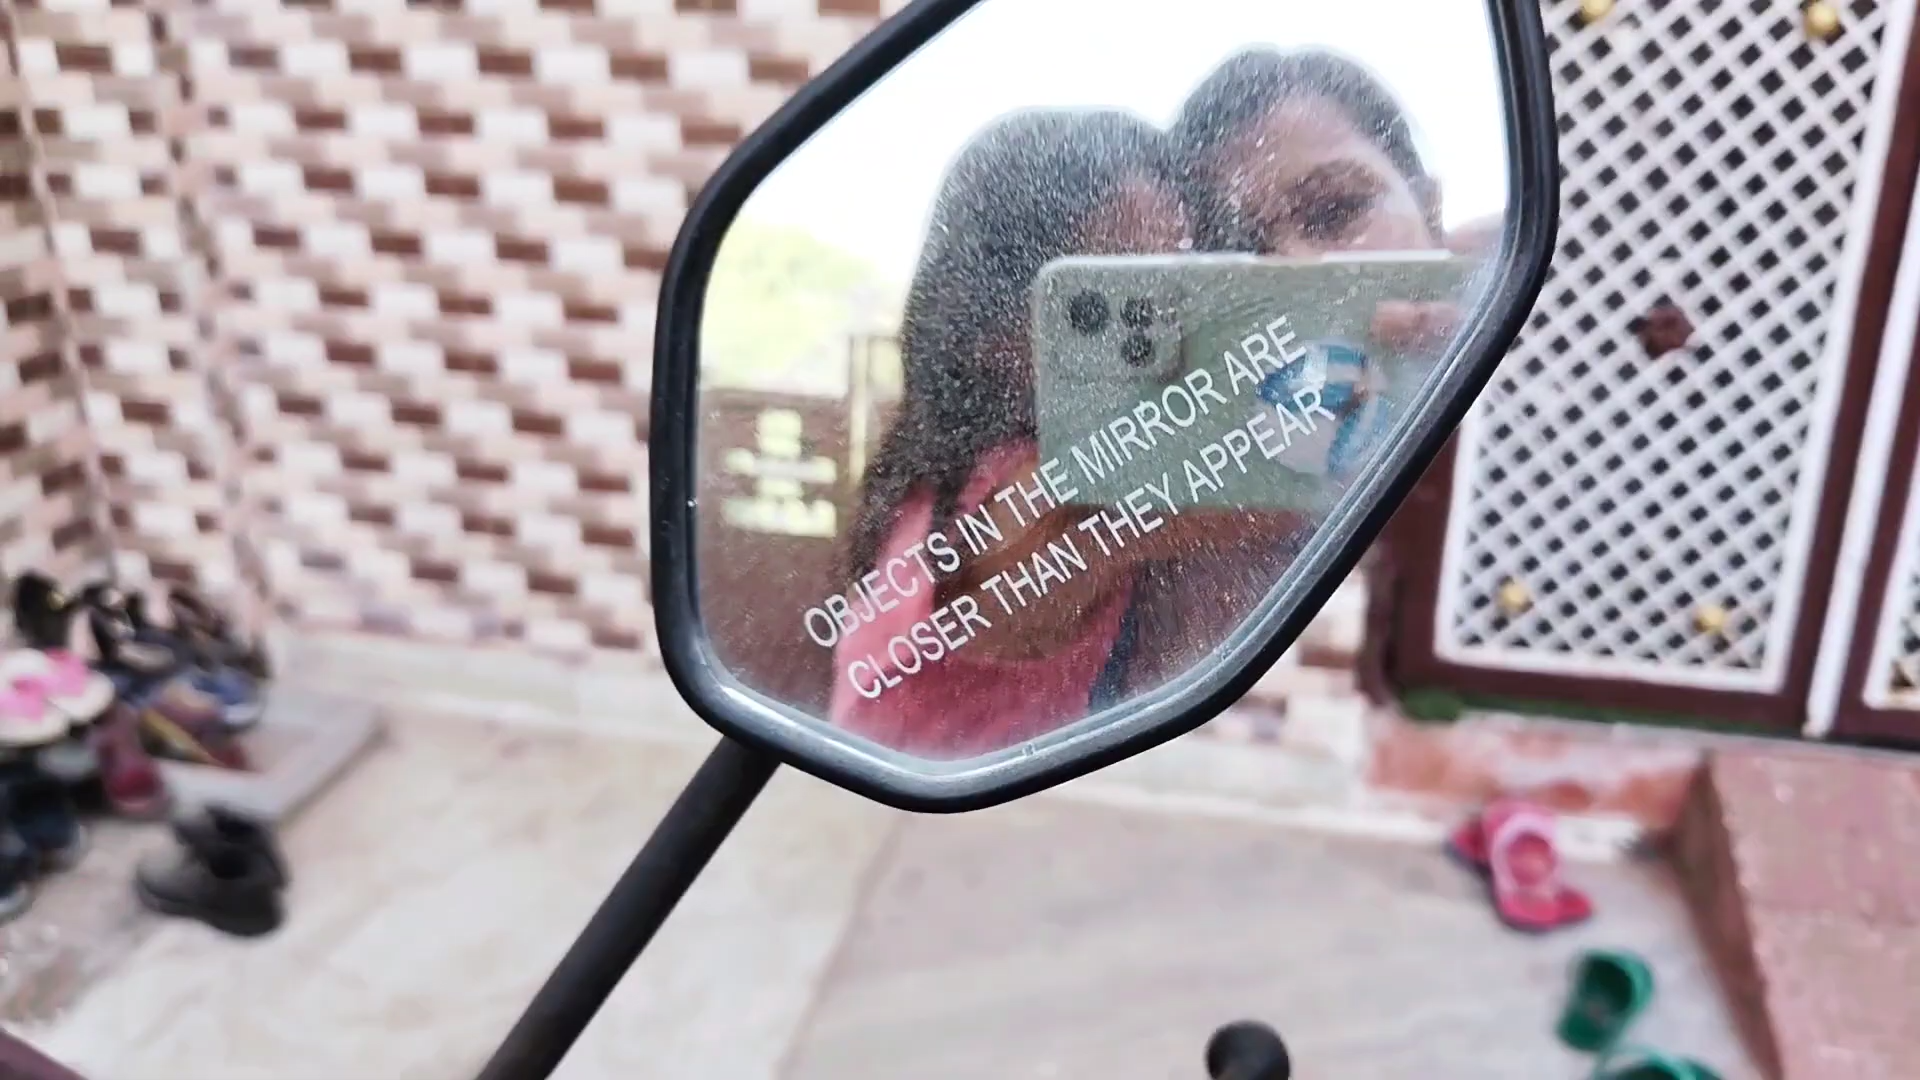 OBJECTS IN THE MIRROR ARE
CLOSER THAN THEY APPEAR